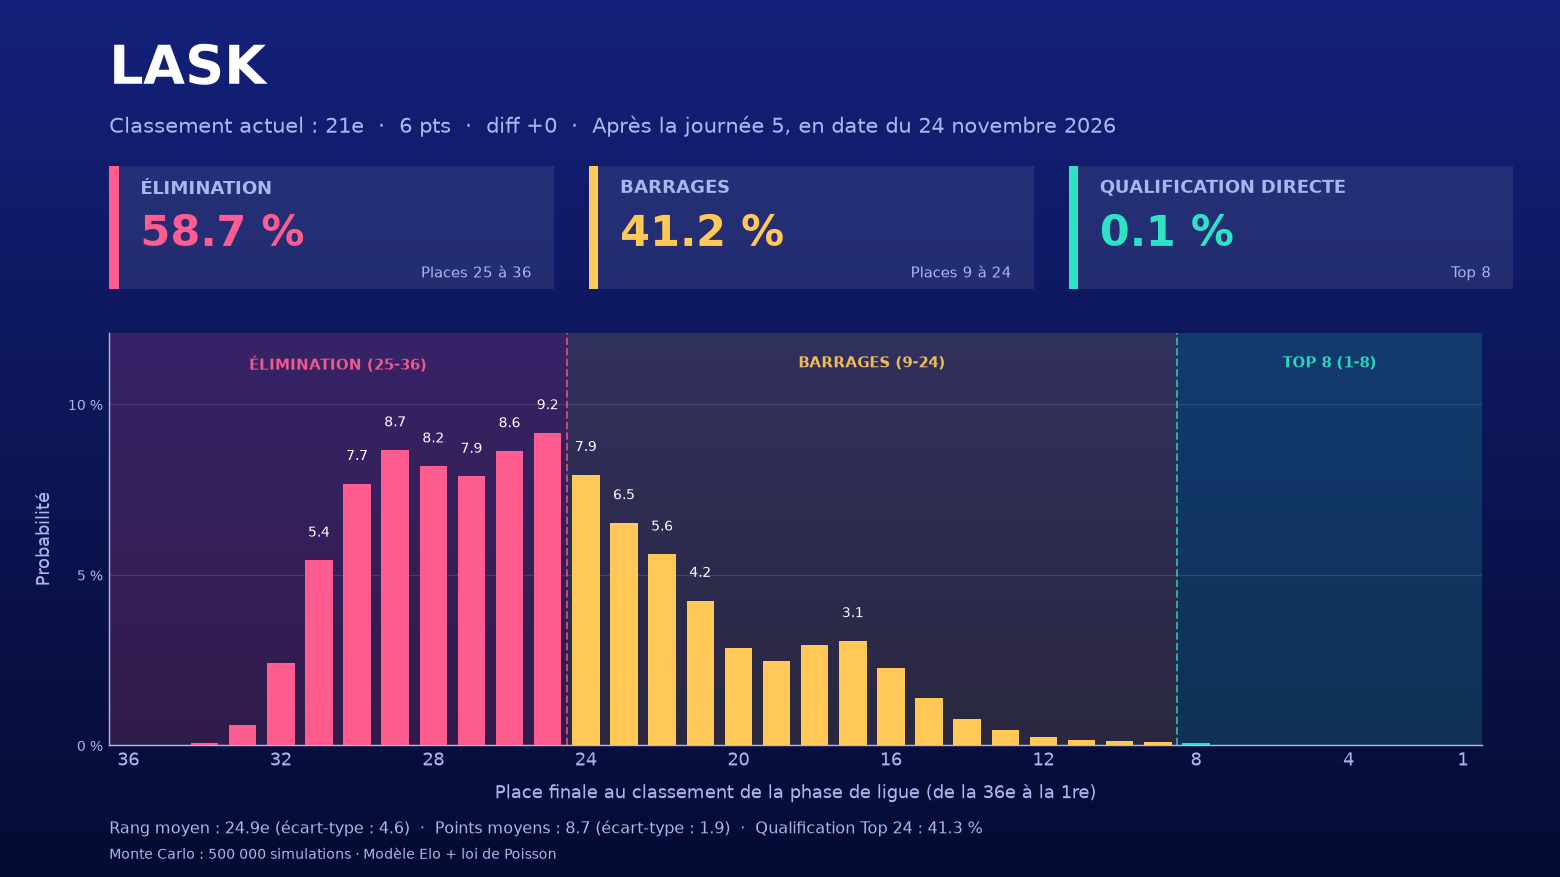 LASK
Classement actuel : 21e · 6 pts · diff +0 · Après la journée 5, en date du 24 novembre 2026
ÉLIMINATION
58.7 %
Places 25 à 36
BARRAGES
41.2 %
Places 9 à 24
QUALIFICATION DIRECTE
0.1 %
Top 8
ÉLIMINATION (25-36)
BARRAGES (9-24)
TOP 8 (1-8)
Probabilité
10 %
5 %
0 %
5.4
7.7
8.7
8.2
7.9
8.6
9.2
7.9
6.5
5.6
4.2
3.1
36 32 28 24 20 16 12 8 4 1
Place finale au classement de la phase de ligue (de la 36e à la 1re)
Rang moyen : 24.9e (écart-type : 4.6) · Points moyens : 8.7 (écart-type : 1.9) · Qualification Top 24 : 41.3 %
Monte Carlo : 500 000 simulations · Modèle Elo + loi de Poisson